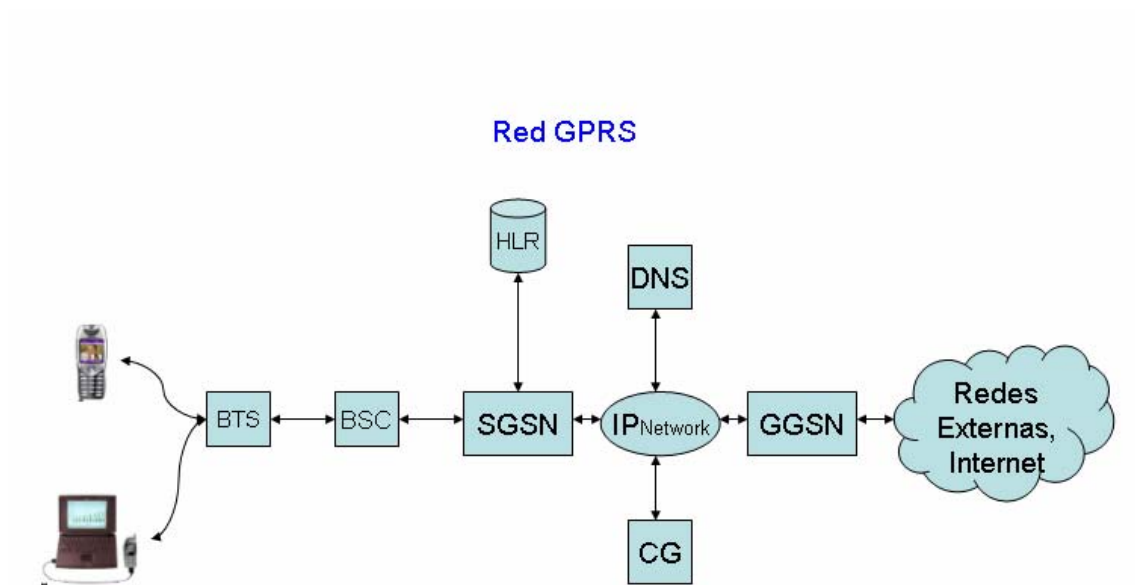 Red GPRS
HLR
DNS
BTS
BSC
SGSN
IPNetwork
GGSN
Redes
Externas,
Internet
CG